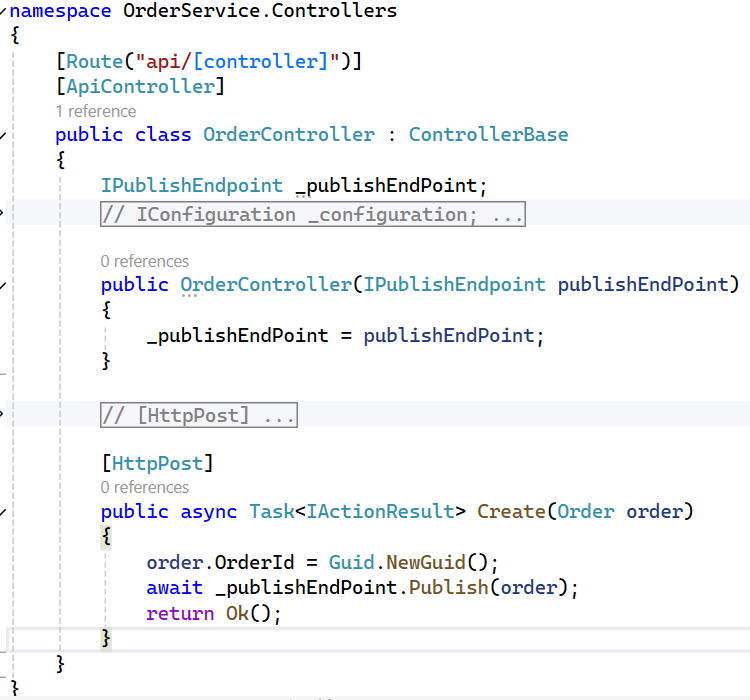 namespace OrderService.Controllers
{
[Route("api/[controller]")]
[ApiController]
1 reference
public class OrderController : ControllerBase
{
IPublishEndpoint _publishEndPoint;
// IConfiguration _configuration; ...
0 references
public OrderController(IPublishEndpoint publishEndPoint)
{
_publishEndPoint = publishEndPoint;
}
// [HttpPost] ...
[HttpPost]
0 references
public async Task<IActionResult> Create(Order order)
{
order.OrderId = Guid.NewGuid();
await _publishEndPoint.Publish(order);
return Ok();
}
}
}